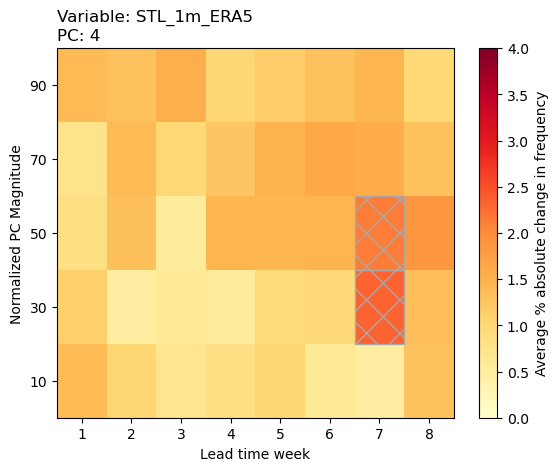 Variable: STL_1m_ERA5
PC: 4
90
70
50
30
10
Normalized PC Magnitude
1 2 3 4 5 6 7 8
Lead time week
4.0
3.5
3.0
2.5
2.0
1.5
1.0
0.5
0.0
Average % absolute change in frequency